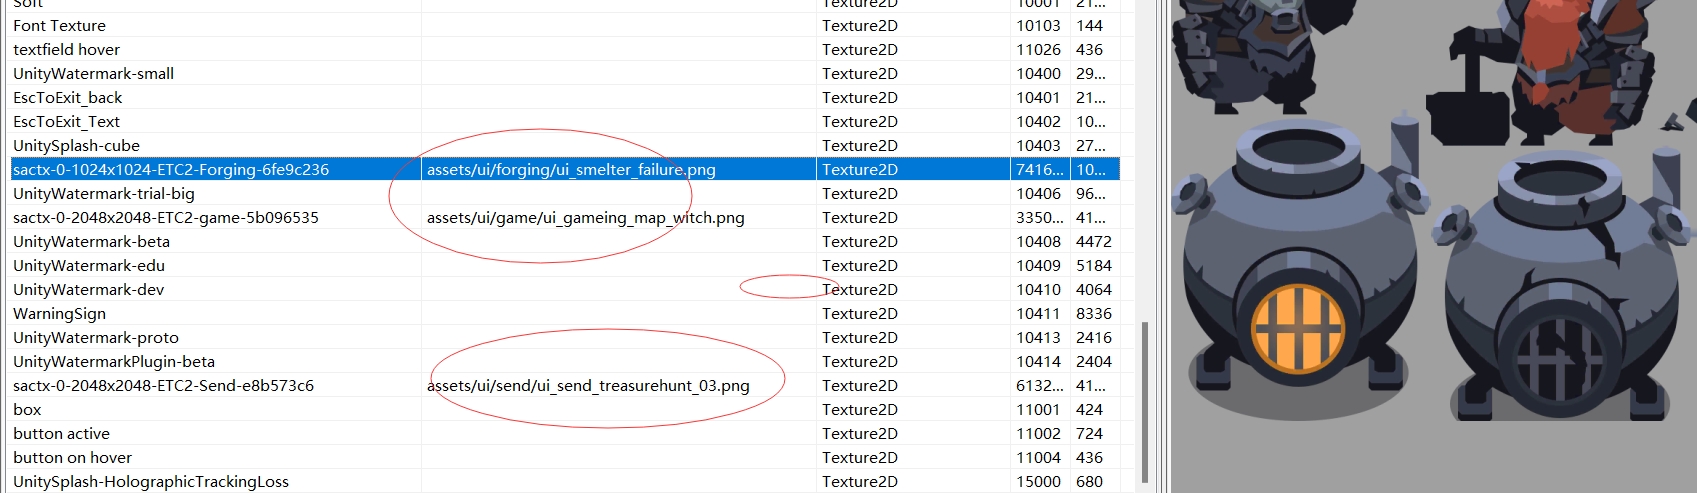 Soft Texture2D 10001 21...
Font Texture Texture2D 10103 144
textfield hover Texture2D 11026 436
UnityWatermark-small Texture2D 10400 29...
EscToExit_back Texture2D 10401 21...
EscToExit_Text Texture2D 10402 10...
UnitySplash-cube Texture2D 10403 27...
sactx-0-1024x1024-ETC2-Forging-6fe9c236 assets/ui/forging/ui_smelter_failure.png Texture2D 7416... 10...
UnityWatermark-trial-big Texture2D 10406 96...
sactx-0-2048x2048-ETC2-game-5b096535 assets/ui/game/ui_gameing_map_witch.png Texture2D 3350... 41...
UnityWatermark-beta Texture2D 10408 4472
UnityWatermark-edu Texture2D 10409 5184
UnityWatermark-dev Texture2D 10410 4064
WarningSign Texture2D 10411 8336
UnityWatermark-proto Texture2D 10413 2416
UnityWatermarkPlugin-beta Texture2D 10414 2404
sactx-0-2048x2048-ETC2-Send-e8b573c6 assets/ui/send/ui_send_treasurehunt_03.png Texture2D 6132... 41...
box Texture2D 11001 424
button active Texture2D 11002 724
button on hover Texture2D 11004 436
UnitySplash-HolographicTrackingLoss Texture2D 15000 680